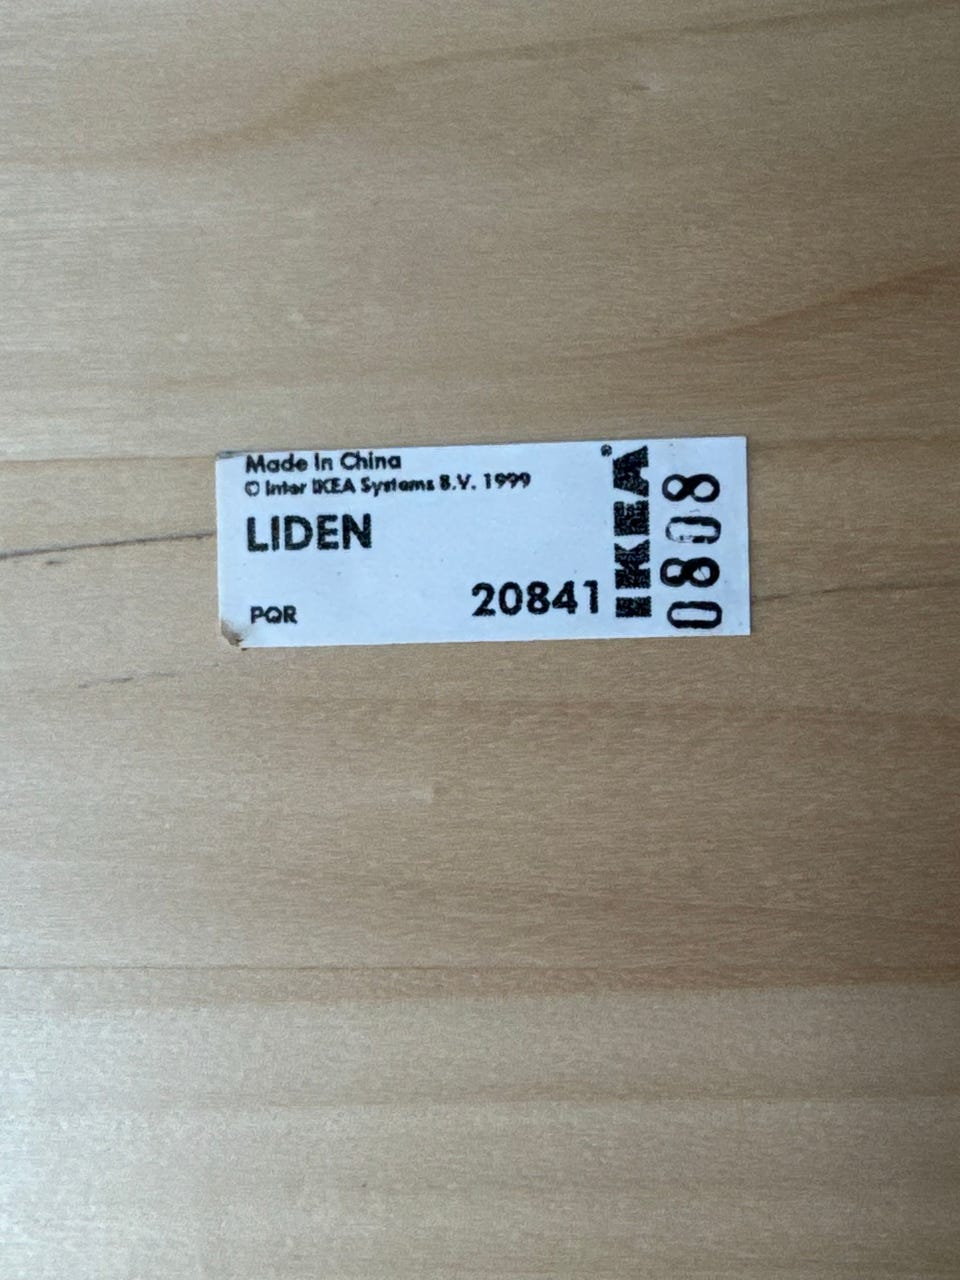 Made in China
© Inter IKEA Systems B.V. 1999
LIDEN
20841
PQR
IKEA®
0808